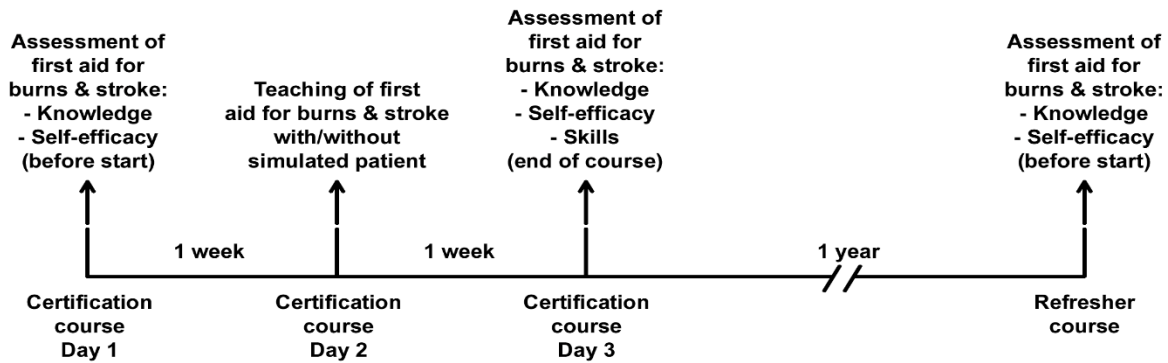 Assessment of
first aid for
burns & stroke:
- Knowledge
- Self-efficacy
(before start)
Teaching of first
aid for burns & stroke
with/without
simulated patient
Assessment of
first aid for
burns & stroke:
- Knowledge
- Self-efficacy
- Skills
(end of course)
Assessment of
first aid for
burns & stroke:
- Knowledge
- Self-efficacy
(before start)
1 week
1 week
1 year
Certification
course
Day 1
Certification
course
Day 2
Certification
course
Day 3
Refresher
course